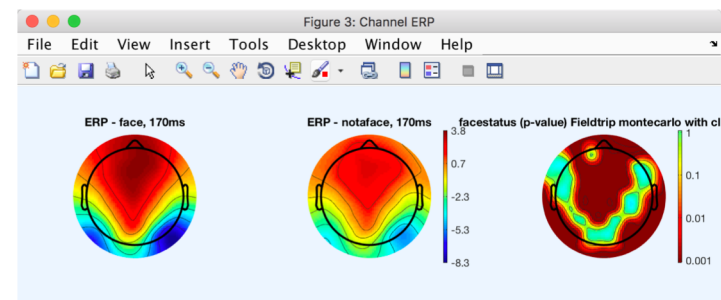 Figure 3: Channel ERP
File Edit View Insert Tools Desktop Window Help
ERP - face, 170ms
ERP - notaface, 170ms
facestatus (p-value) Fieldtrip montecarlo with cl
3.8
0.7
-2.3
-5.3
-8.3
1
0.1
0.01
0.001